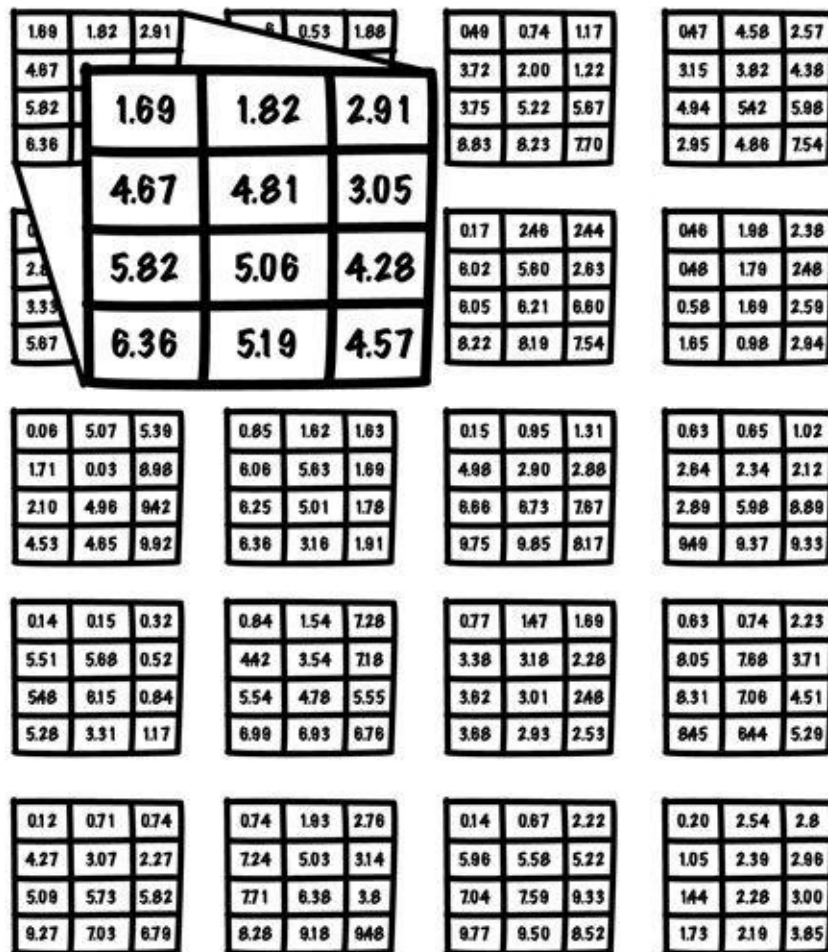 1.69 1.82 2.91 0.53 1.88 0.49 0.74 1.17 0.47 4.58 2.57
4.67 3.72 2.00 1.22 3.15 3.82 4.38
5.82 3.75 5.22 5.67 4.94 5.42 5.98
6.36 8.83 8.23 7.70 2.95 4.86 7.54
1.69 1.82 2.91
4.67 4.81 3.05
5.82 5.06 4.28
6.36 5.19 4.57
0.17 2.46 2.44 0.46 1.98 2.38
6.02 5.60 2.63 0.48 1.79 2.48
3.33 6.05 6.21 6.60 0.58 1.69 2.59
5.67 8.22 8.19 7.54 1.65 0.98 2.94
0.06 5.07 5.39 0.85 1.62 1.63 0.15 0.95 1.31 0.63 0.65 1.02
1.71 0.03 8.98 6.06 5.63 1.69 4.98 2.90 2.88 2.64 2.34 2.12
2.10 4.96 9.42 6.25 5.01 1.78 6.66 6.73 7.67 2.89 5.98 8.89
4.53 4.65 9.92 6.36 3.16 1.91 9.75 9.85 8.17 9.49 9.37 9.33
0.14 0.15 0.32 0.84 1.54 7.28 0.77 1.47 1.69 0.63 0.74 2.23
5.51 5.68 0.52 4.42 3.54 7.18 3.38 3.18 2.28 8.05 7.68 3.71
5.48 6.15 0.84 5.54 4.78 5.55 3.62 3.01 2.48 8.31 7.06 4.51
5.28 3.31 1.17 6.99 6.93 6.76 3.68 2.93 2.53 8.45 6.44 5.29
0.12 0.71 0.74 0.74 1.93 2.76 0.14 0.67 2.22 0.20 2.54 2.8
4.27 3.07 2.27 7.24 5.03 3.14 5.96 5.58 5.22 1.05 2.39 2.96
5.09 5.73 5.82 7.71 6.38 3.8 7.04 7.59 9.33 1.44 2.28 3.00
9.27 7.03 6.79 8.28 9.18 9.48 9.77 9.50 8.52 1.73 2.19 3.85